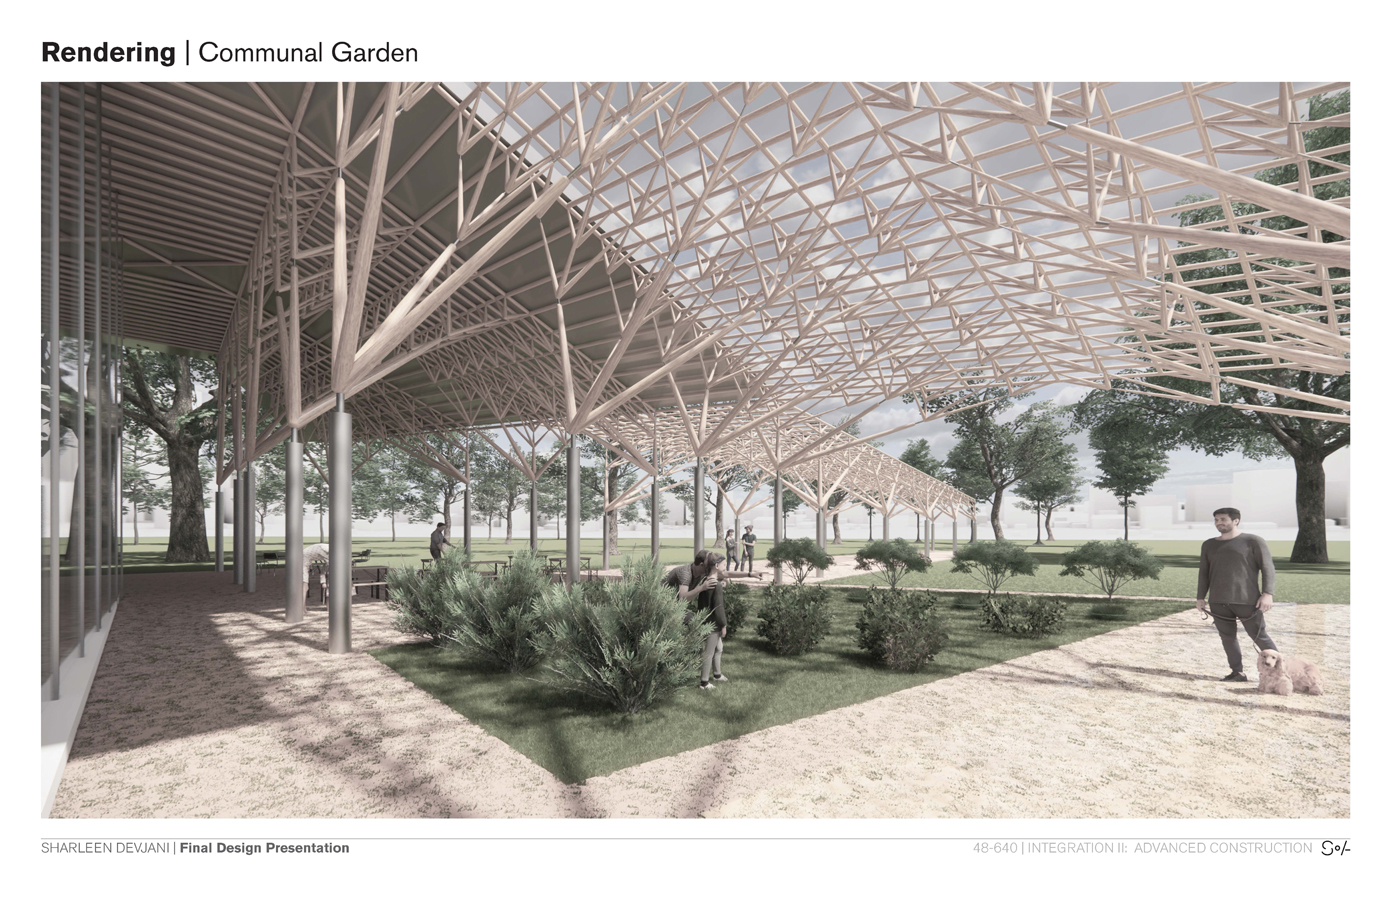 Rendering | Communal Garden
SHARLEEN DEVJANI | Final Design Presentation
48-640 | INTEGRATION II: ADVANCED CONSTRUCTION